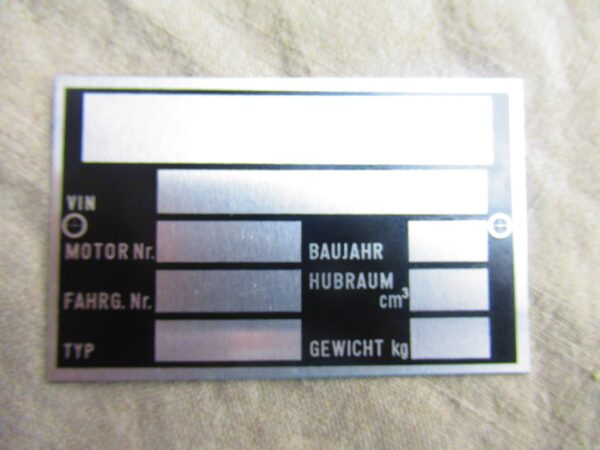 VIN
MOTOR Nr. BAUJAHR
FAHRG. Nr. HUBRAUM cm³
TYP GEWICHT kg